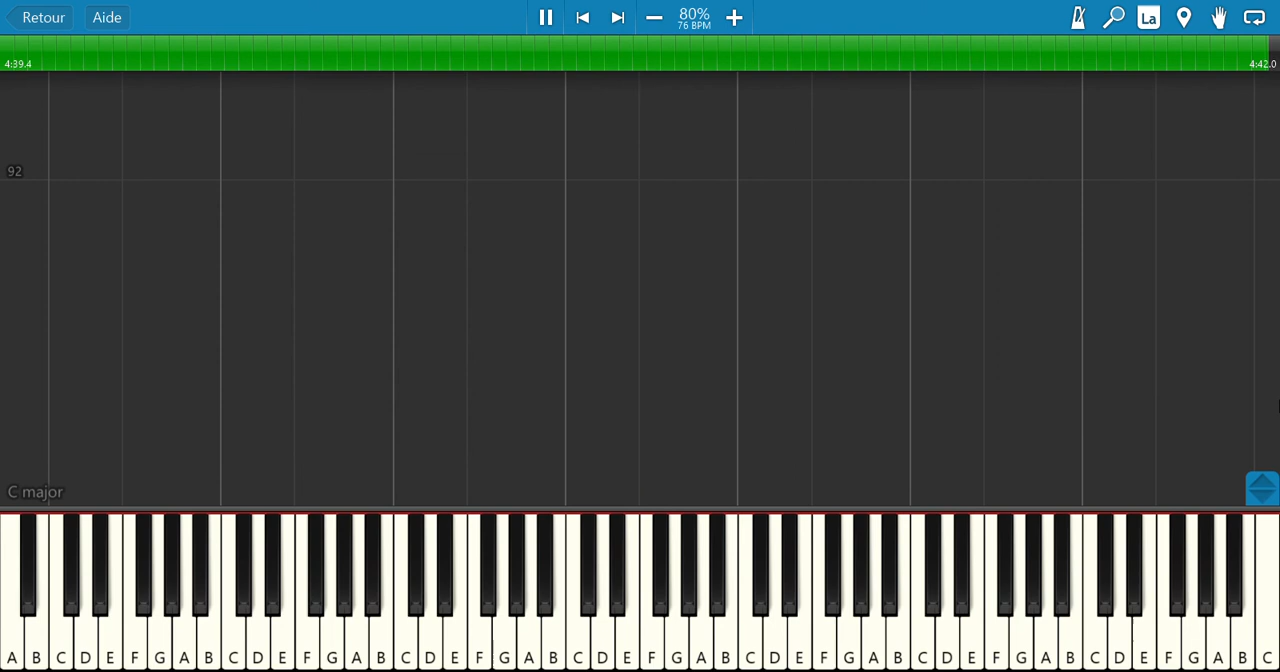 Retour Aide 80% La
76 BPM
4:39.4 4:42.0
92
C major
A B C D E F G A B C D E F G A B C D E F G A B C D E F G A B C D E F G A B C D E F G A B C D E F G A B C